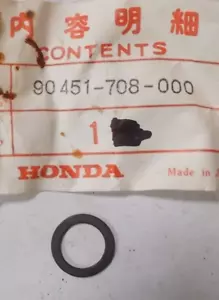 内容明細
CONTENTS
90451-708-000
1
HONDA
Made in